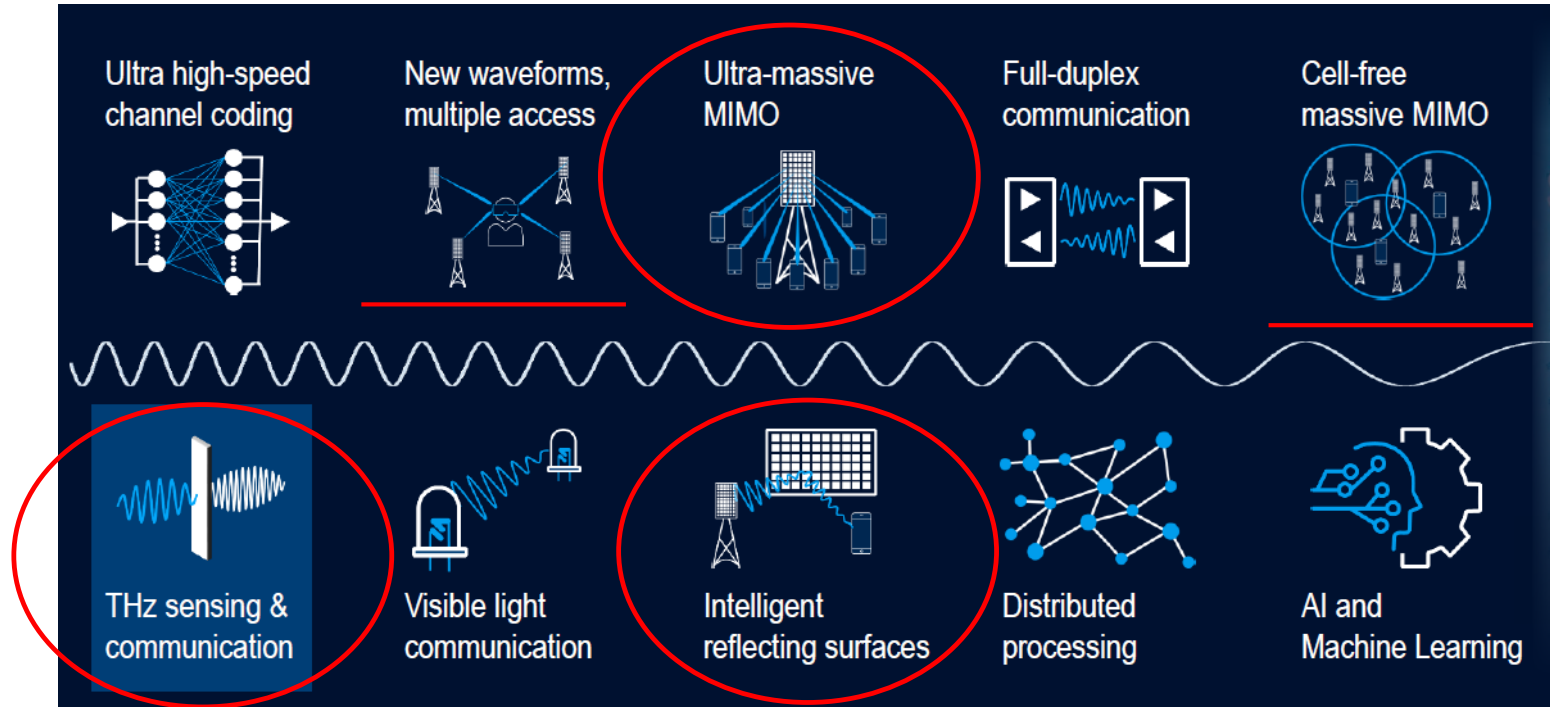 Ultra high-speed
channel coding
New waveforms,
multiple access
Ultra-massive
MIMO
Full-duplex
communication
Cell-free
massive MIMO
THz sensing &
communication
Visible light
communication
Intelligent
reflecting surfaces
Distributed
processing
AI and
Machine Learning